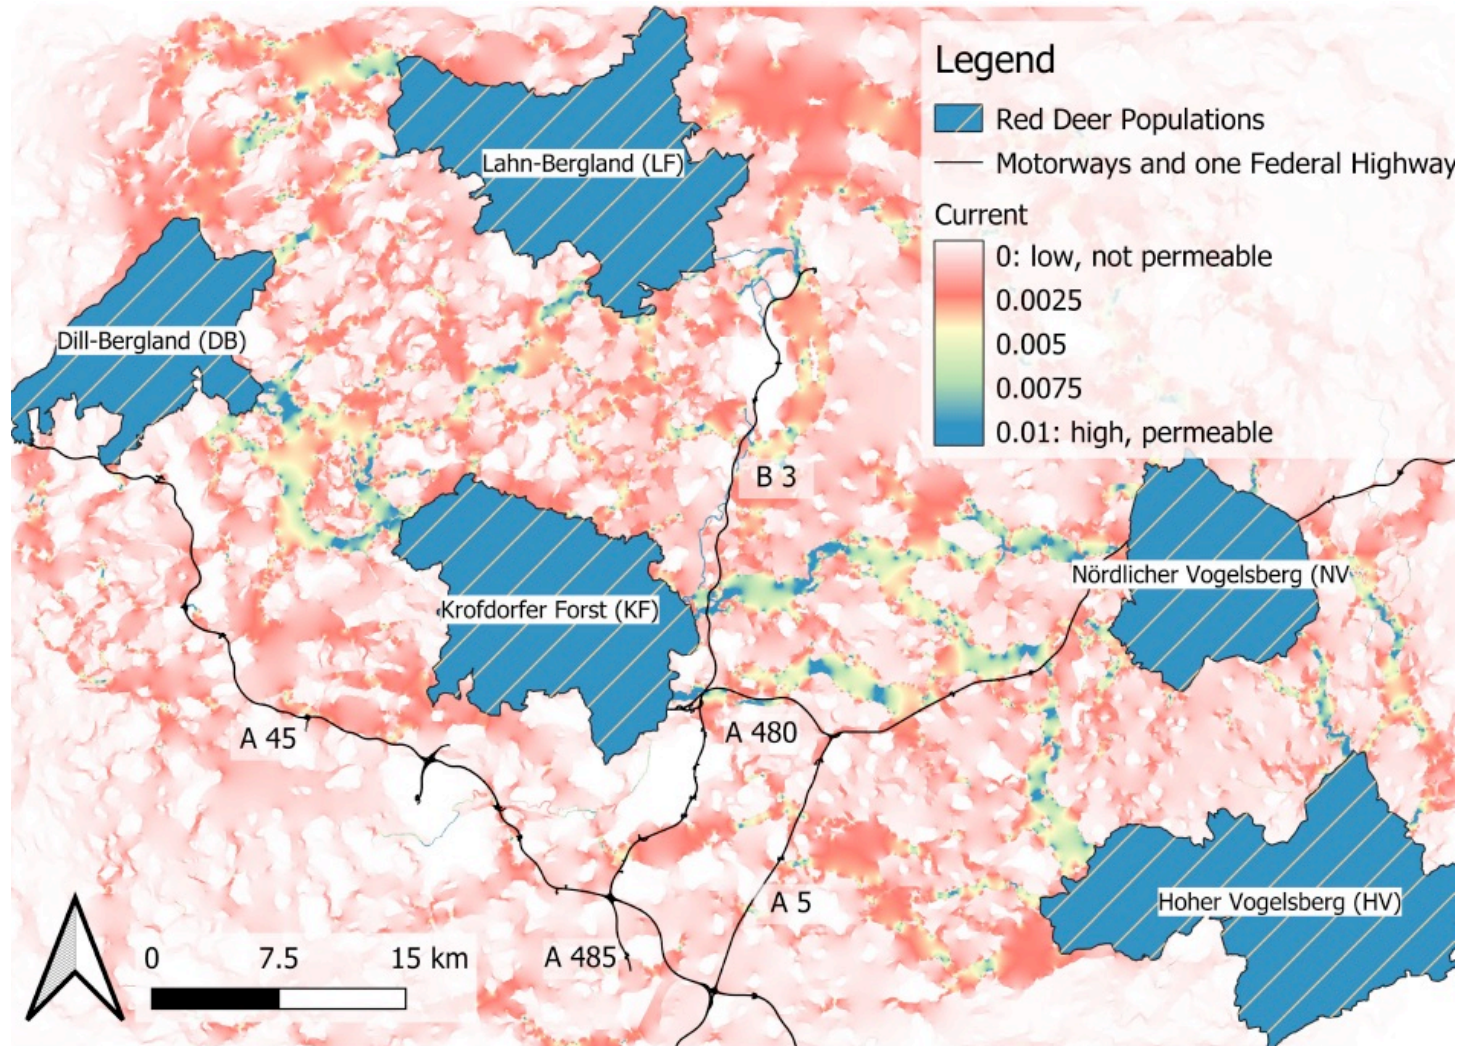 Legend
Red Deer Populations
Motorways and one Federal Highway
Current
0: low, not permeable
0.0025
0.005
0.0075
0.01: high, permeable
Lahn-Bergland (LF)
Dill-Bergland (DB)
B 3
Nördlicher Vogelsberg (NV
Krofdorfer Forst (KF)
A 45
A 480
A 5
Hoher Vogelsberg (HV)
A 485
0 7.5 15 km